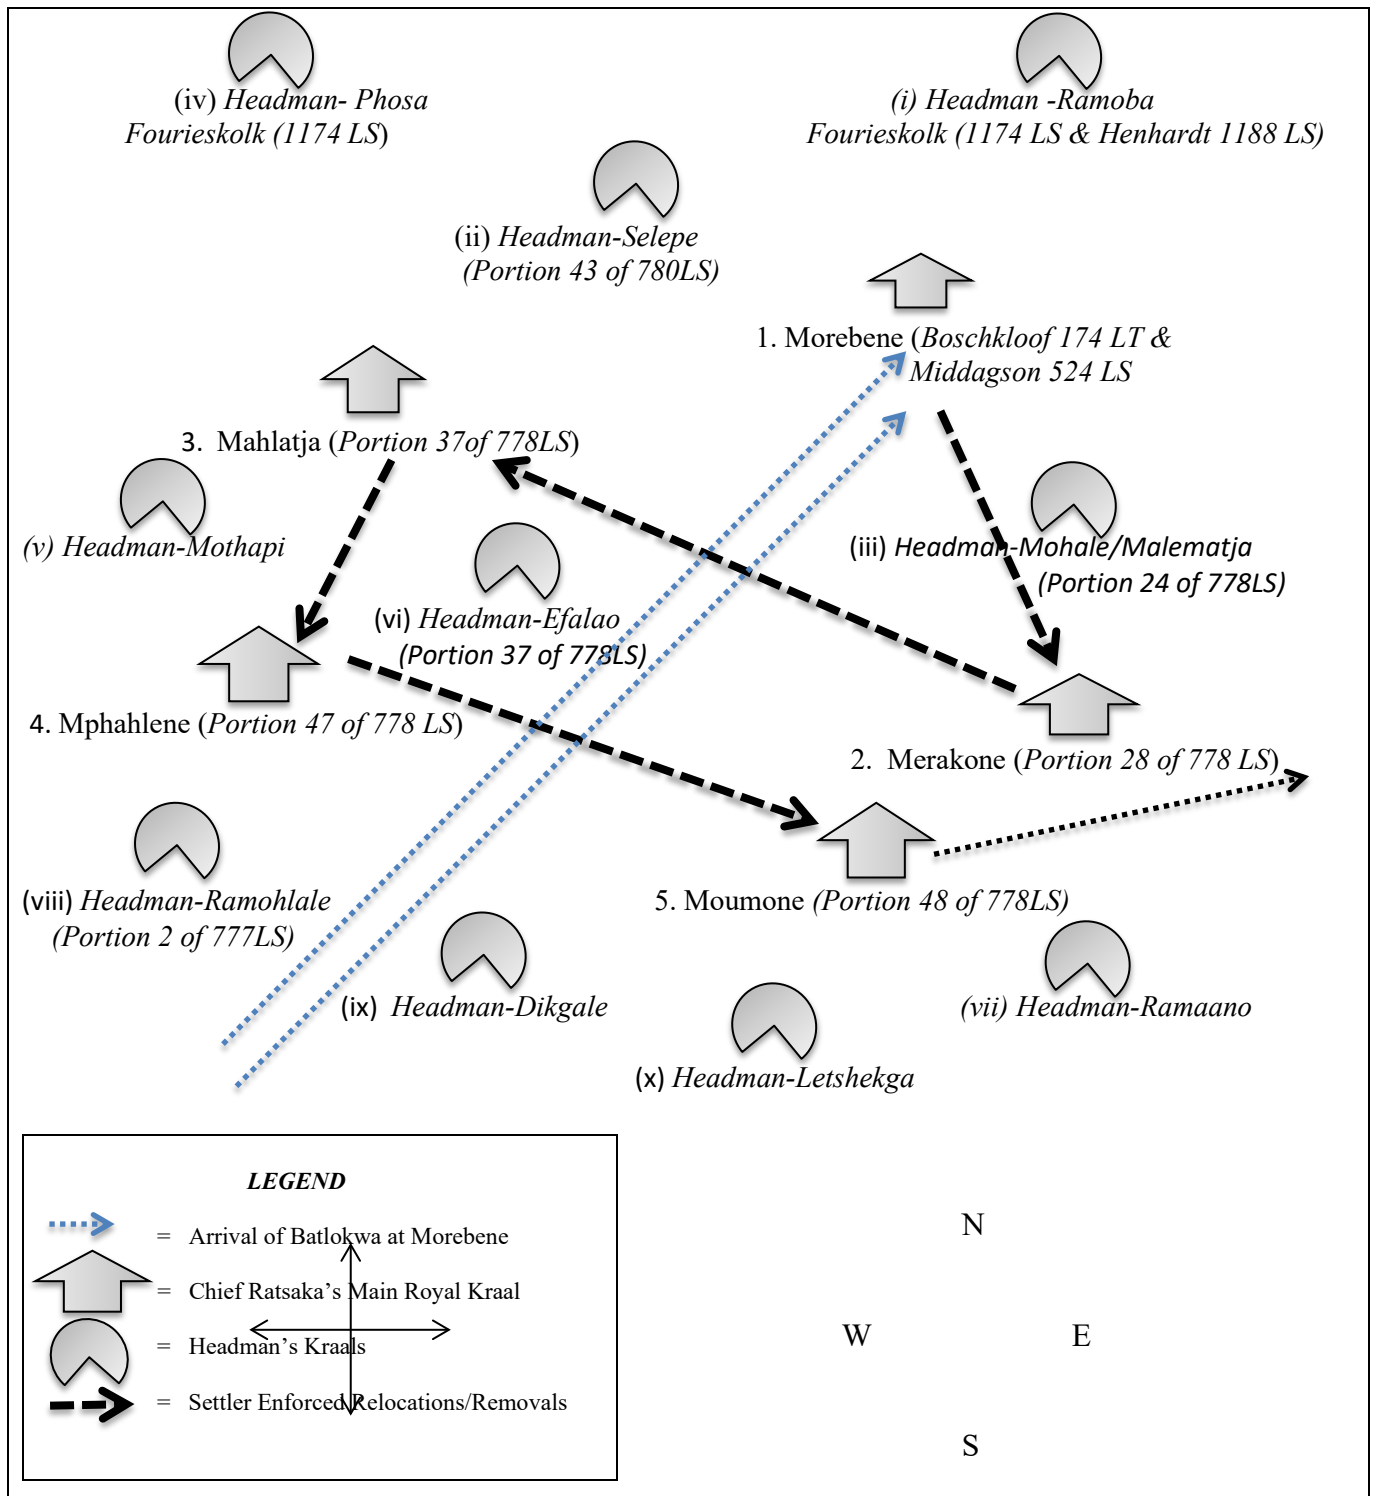 (iv) Headman- Phosa
Fourieskolk (1174 LS)
(i) Headman -Ramoba
Fourieskolk (1174 LS & Henhardt 1188 LS)
(ii) Headman-Selepe
(Portion 43 of 780LS)
1. Morebene (Boschkloof 174 LT &
Middagson 524 LS
3. Mahlatja (Portion 37of 778LS)
(v) Headman-Mothapi
(iii) Headman-Mohale/Malematja
(Portion 24 of 778LS)
(vi) Headman-Efalao
(Portion 37 of 778LS)
4. Mphahlene (Portion 47 of 778 LS)
2. Merakone (Portion 28 of 778 LS)
(viii) Headman-Ramohlale
(Portion 2 of 777LS)
5. Moumone (Portion 48 of 778LS)
(ix) Headman-Dikgale
(vii) Headman-Ramaano
(x) Headman-Letshekga
LEGEND
= Arrival of Batlokwa at Morebene
= Chief Ratsaka’s Main Royal Kraal
= Headman’s Kraals
= Settler Enforced Relocations/Removals
N
W E
S